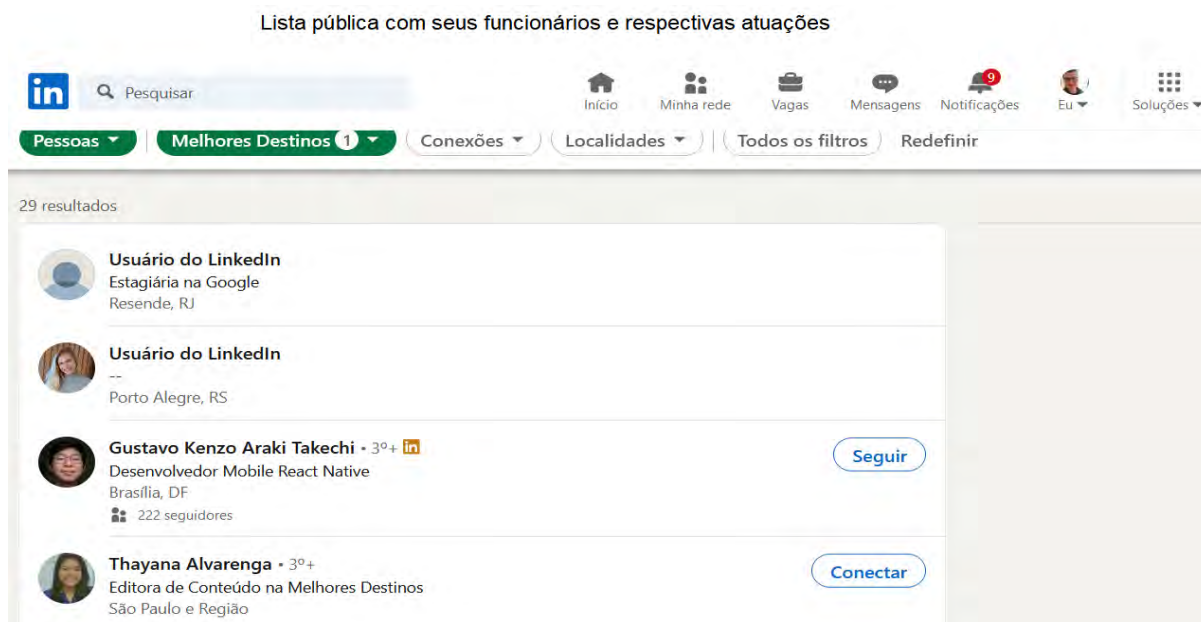 Lista pública com seus funcionários e respectivas atuações
in
Pesquisar
Início
Minha rede
Vagas
Mensagens
9
Notificações
Eu
Soluções
Pessoas
Melhores Destinos 1
Conexões
Localidades
Todos os filtros
Redefinir
29 resultados
Usuário do LinkedIn
Estagiária na Google
Resende, RJ
Usuário do LinkedIn
--
Porto Alegre, RS
Gustavo Kenzo Araki Takechi • 3º+ in
Seguir
Desenvolvedor Mobile React Native
Brasília, DF
222 seguidores
Thayana Alvarenga • 3º+
Conectar
Editora de Conteúdo na Melhores Destinos
São Paulo e Região